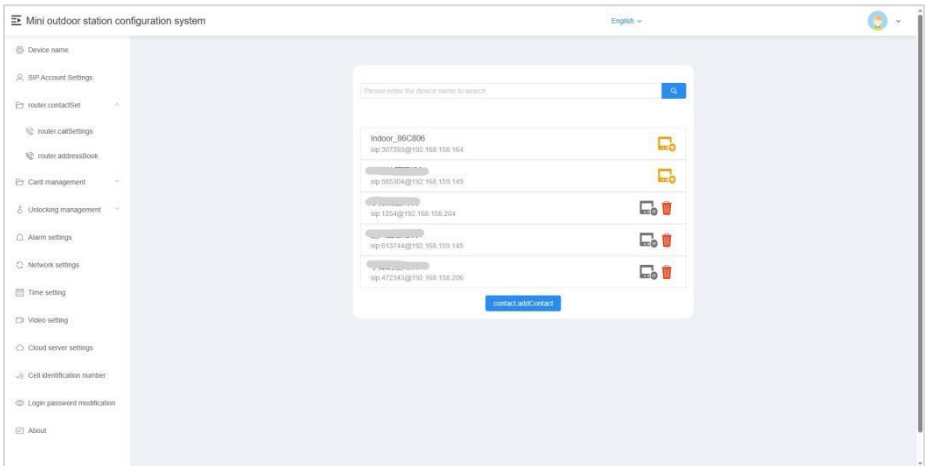 Mini outdoor station configuration system
English
Device name
SIP Account Settings
router.contactSet
router.callSettings
router.addressBook
Card management
Unlocking management
Alarm settings
Network settings
Time setting
Video setting
Cloud server settings
Cell identification number
Login password modification
About
Please enter the device name to search
Indoor_86C806
sip:307393@192.168.158.164
sip:585304@192.168.159.149
sip:1204@192.168.158.204
sip:613744@192.168.159.145
sip:472343@192.168.158.206
contact.addContact